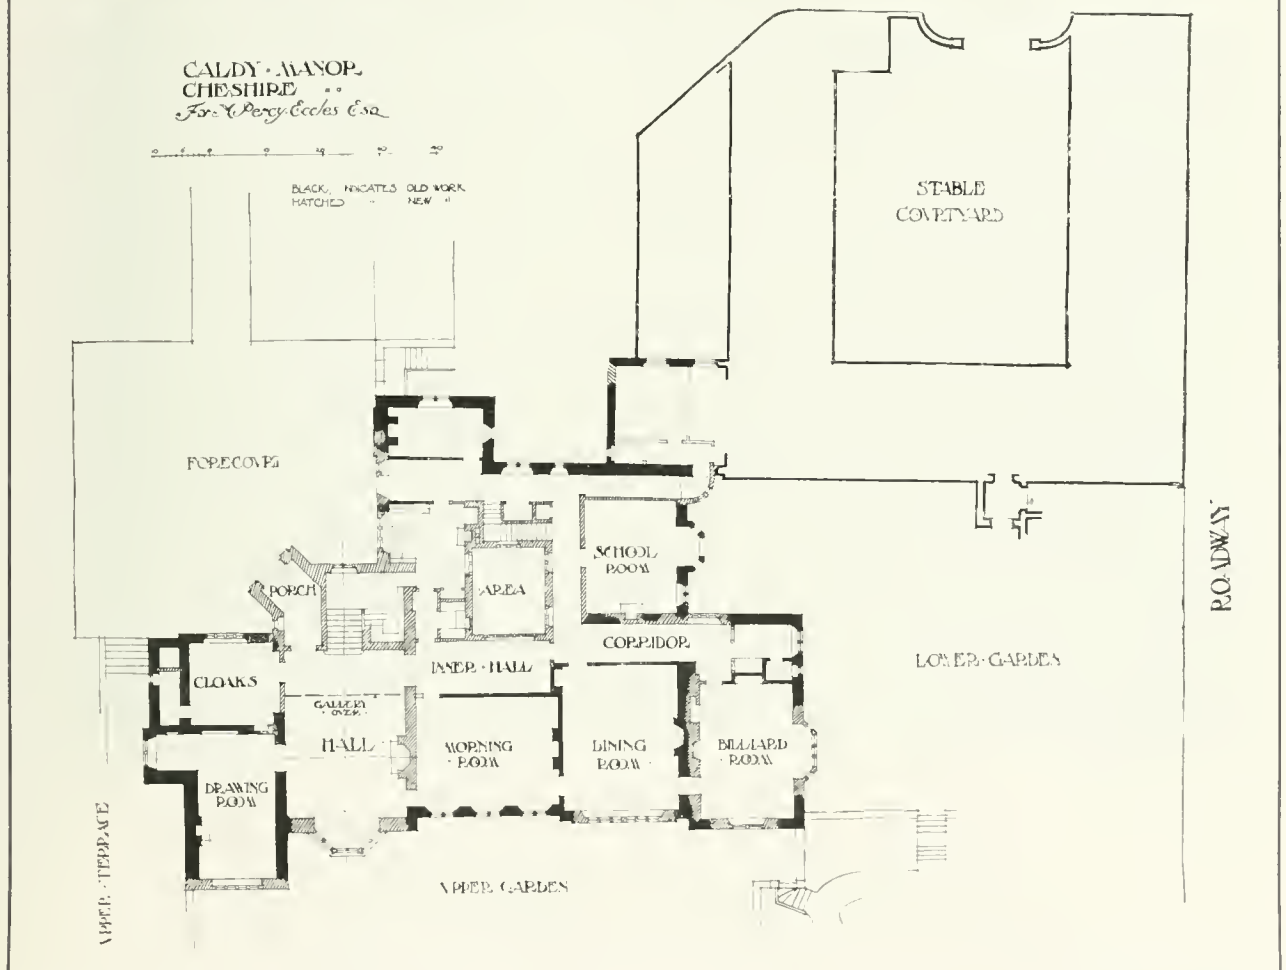 CALDY · MANOR
CHESHIRE
For Percy Eccles Esq
BLACK, INDICATES OLD WORK
HATCHED " NEW "
STABLE
COURTYARD
FORECOURT
SCHOOL
ROOM
PORCH
AREA
ROADWAY
CORRIDOR
LOWER · GARDEN
INNER · HALL
CLOAKS
GALLERY
OVER
HALL
MORNING
· ROOM
DINING
ROOM
BILLIARD
· ROOM
DRAWING
ROOM
UPPER · TERRACE
UPPER GARDEN